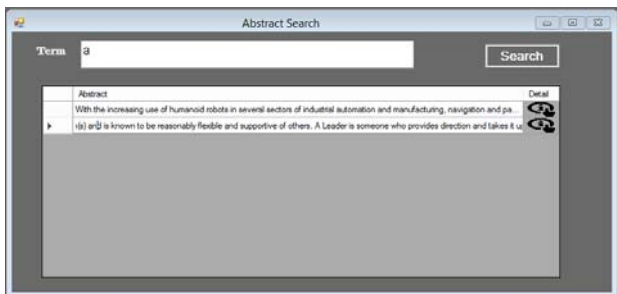 Abstract Search
Term
a
Search
Abstract
Detail
With the increasing use of humanoid robots in several sectors of industrial automation and manufacturing, navigation and pa...
r(s) and is known to be reasonably flexible and supportive of others. A Leader is someone who provides direction and takes it u